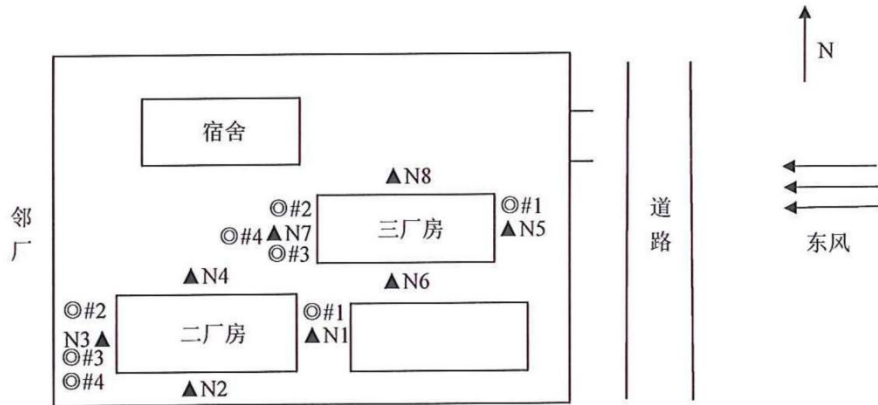 N
宿舍
▲N8
◎#2
◎#1
邻厂
◎#4 ▲N7
三厂房
▲N5
道路
◎#3
东风
▲N4
▲N6
◎#2
◎#1
N3▲
二厂房
▲N1
◎#3
◎#4
▲N2